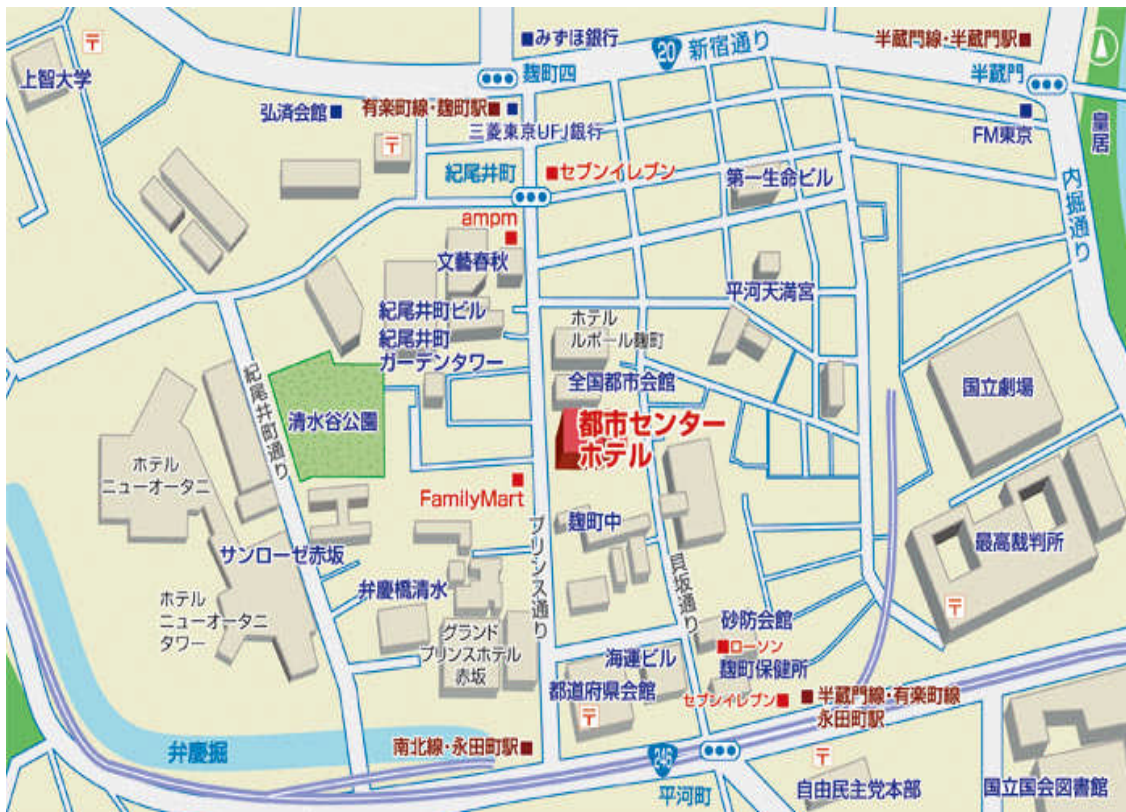 〒
上智大学
みずほ銀行
麹町四
20
新宿通り
半蔵門線・半蔵門駅
半蔵門
弘済会館
有楽町線・麹町駅
三菱東京UFJ銀行
〒
FM東京
皇居
内堀通り
紀尾井町
セブンイレブン
第一生命ビル
ampm
文藝春秋
紀尾井町ビル
紀尾井町
ガーデンタワー
ホテル
ルポール麹町
平河天満宮
全国都市会館
国立劇場
紀尾井町通り
清水谷公園
都市センター
ホテル
ホテル
ニューオータニ
FamilyMart
プリンス通り
麹町中
貝坂通り
最高裁判所
〒
サンローゼ赤坂
弁慶橋清水
ホテル
ニューオータニ
タワー
グランド
プリンスホテル
赤坂
砂防会館
ローソン
麹町保健所
海運ビル
都道府県会館
〒
セブンイレブン
半蔵門線・有楽町線
永田町駅
弁慶掘
南北線・永田町駅
246
平河町
〒
自由民主党本部
国立国会図書館